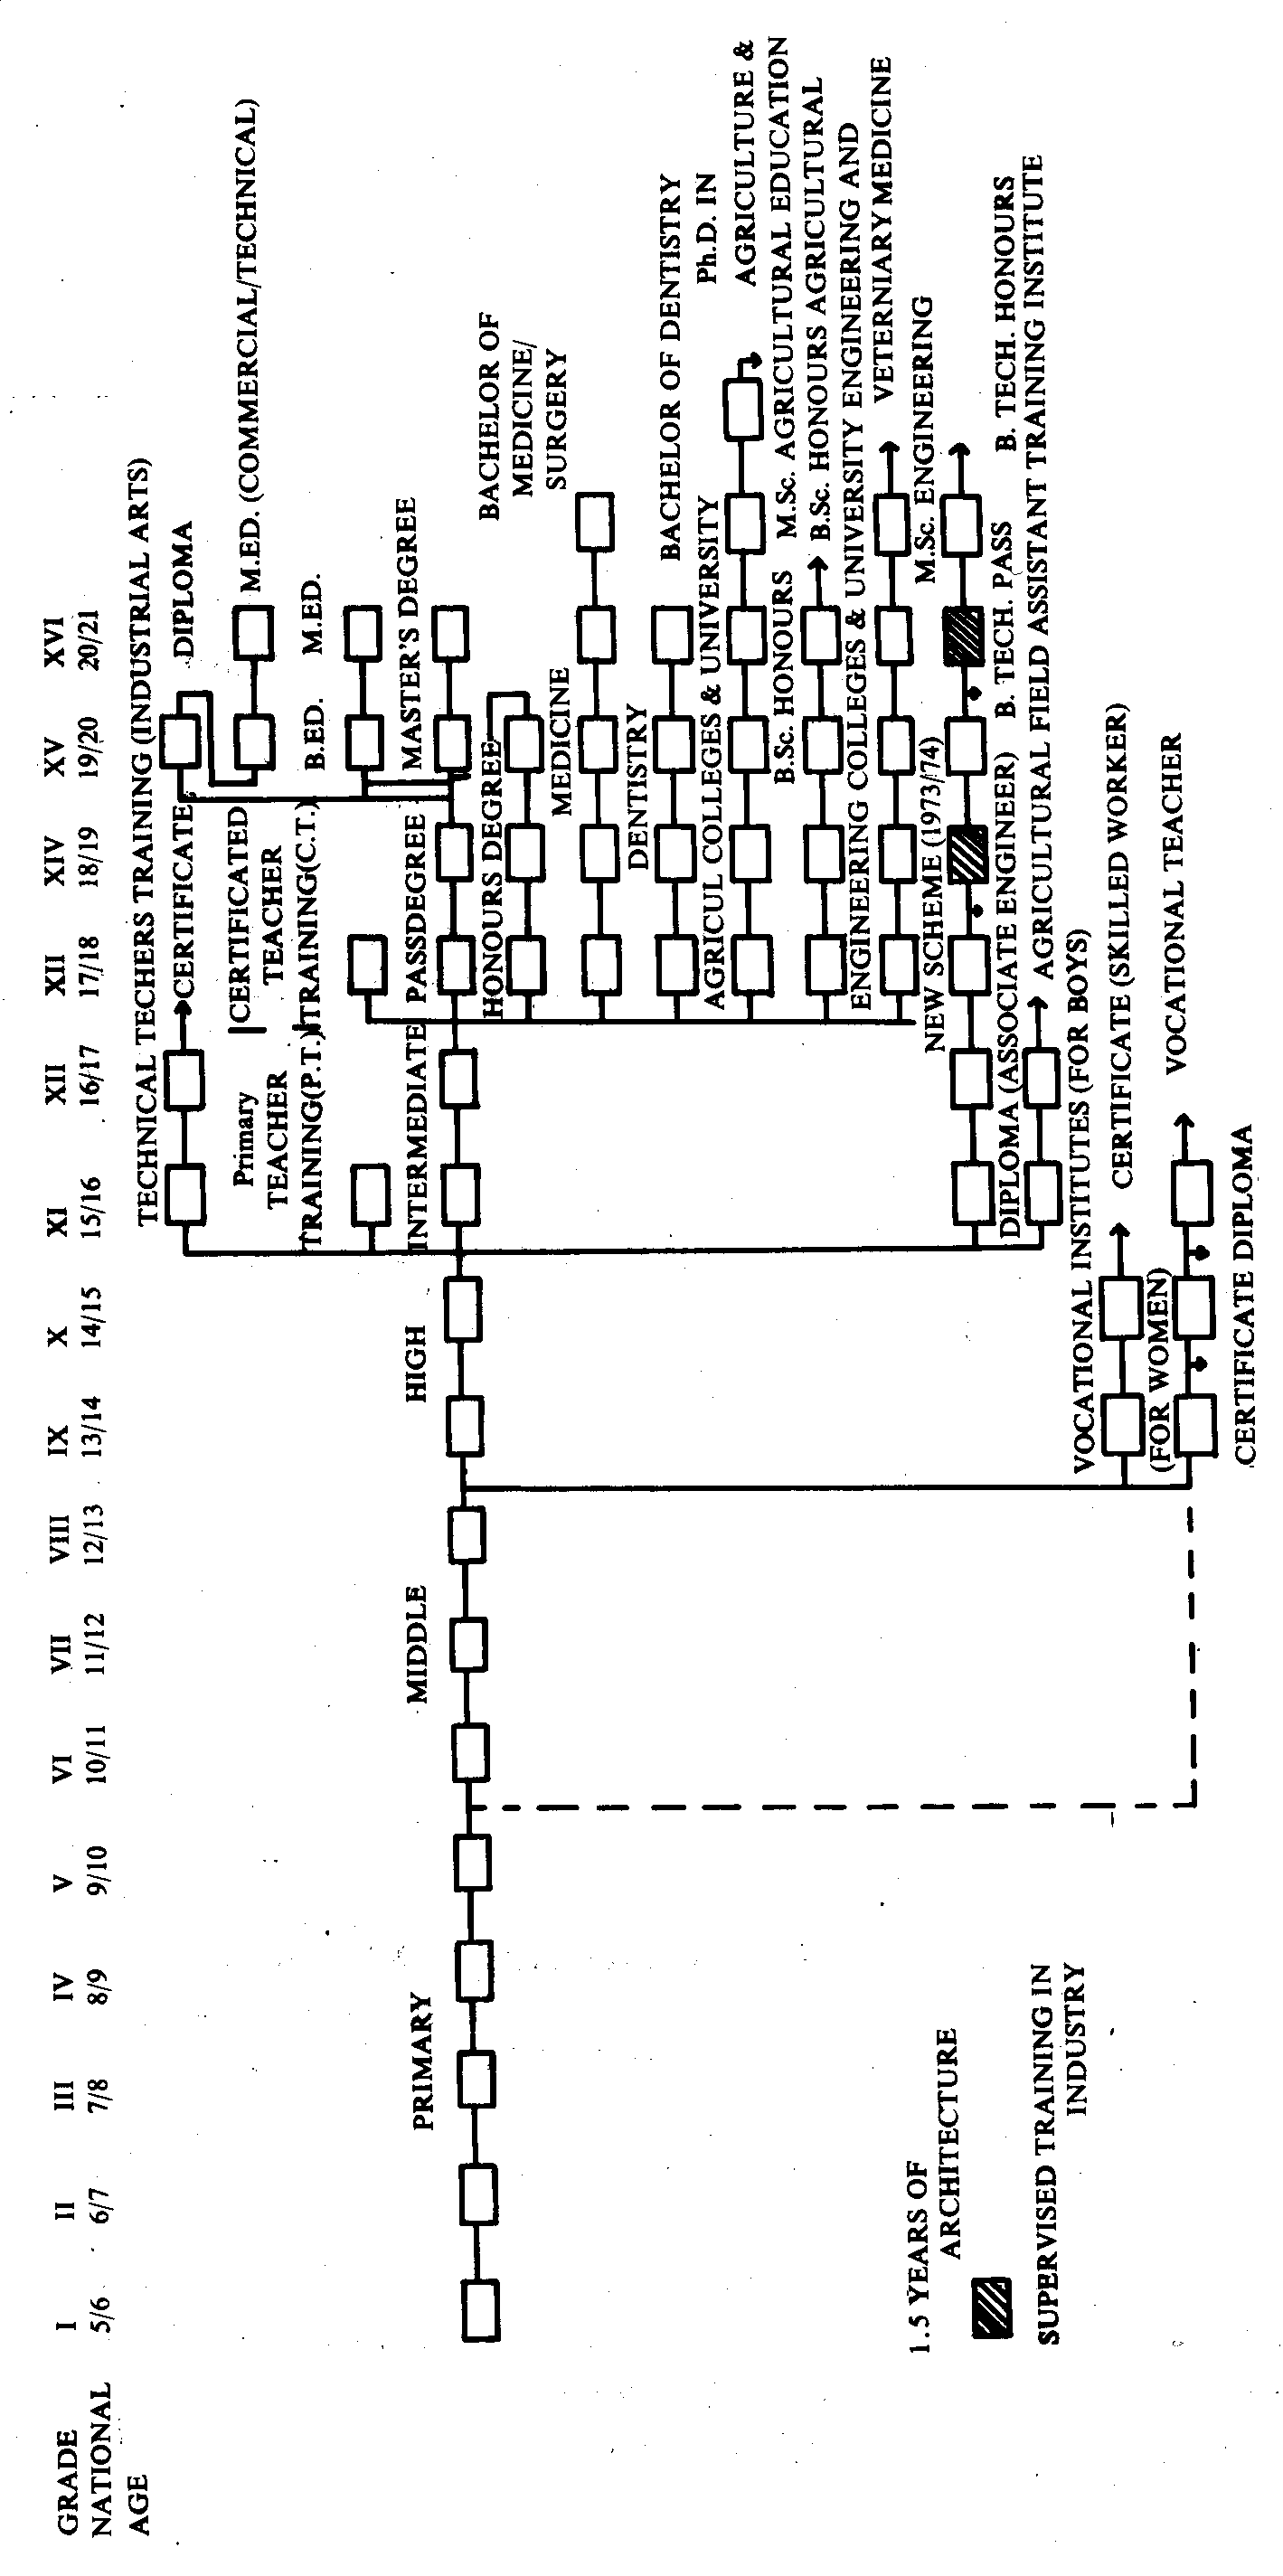 GRADE I II III IV V VI VII VIII IX X XI XII XII XIV XV XVI
NATIONAL 5/6 6/7 7/8 8/9 9/10 10/11 11/12 12/13 13/14 14/15 15/16 16/17 17/18 18/19 19/20 20/21
AGE
TECHNICAL TECHERS TRAINING (INDUSTRIAL ARTS)
CERTIFICATE DIPLOMA
Primary CERTIFICATED M.ED. (COMMERCIAL/TECHNICAL)
TEACHER TEACHER
TRAINING(P.T.) TRAINING(C.T.) B.ED. M.ED.
PRIMARY MIDDLE HIGH INTERMEDIATE PASSDEGREE MASTER'S DEGREE
HONOURS DEGREE
BACHELOR OF
MEDICINE/
SURGERY
MEDICINE
DENTISTRY
BACHELOR OF DENTISTRY
AGRICUL COLLEGES & UNIVERSITY
Ph.D. IN
AGRICULTURE &
B.Sc. HONOURS M.Sc. AGRICULTURAL EDUCATION
B.Sc. HONOURS AGRICULTURAL
ENGINEERING COLLEGES & UNIVERSITY ENGINEERING AND
VETERNIARY MEDICINE
M.Sc. ENGINEERING
NEW SCHEME (1973/74)
DIPLOMA (ASSOCIATE ENGINEER) B. TECH. PASS B. TECH. HONOURS
AGRICULTURAL FIELD ASSISTANT TRAINING INSTITUTE
VOCATIONAL INSTITUTES (FOR BOYS)
CERTIFICATE (SKILLED WORKER)
(FOR WOMEN)
VOCATIONAL TEACHER
CERTIFICATE DIPLOMA
1.5 YEARS OF
ARCHITECTURE
SUPERVISED TRAINING IN
INDUSTRY